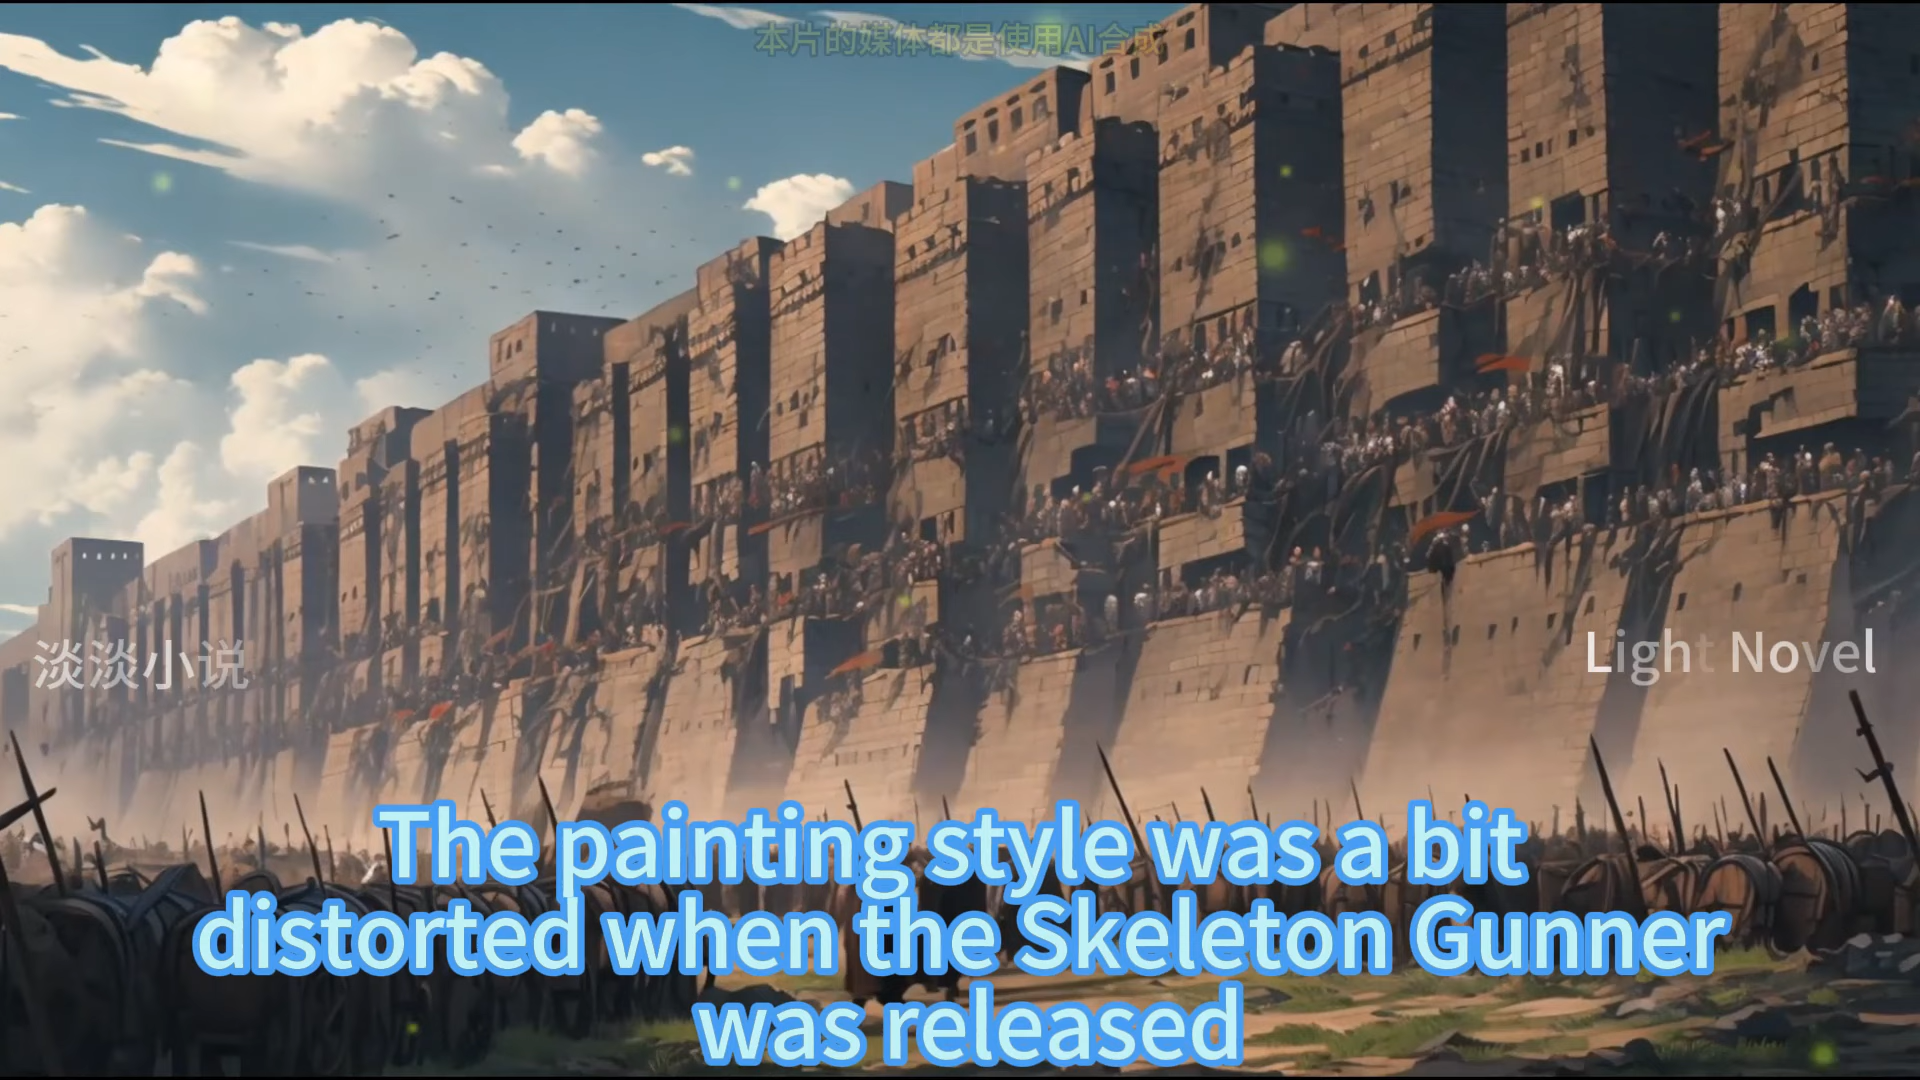 本片的媒体都是使用AI合成
淡淡小说
Light Novel
The painting style was a bit
distorted when the Skeleton Gunner
was released